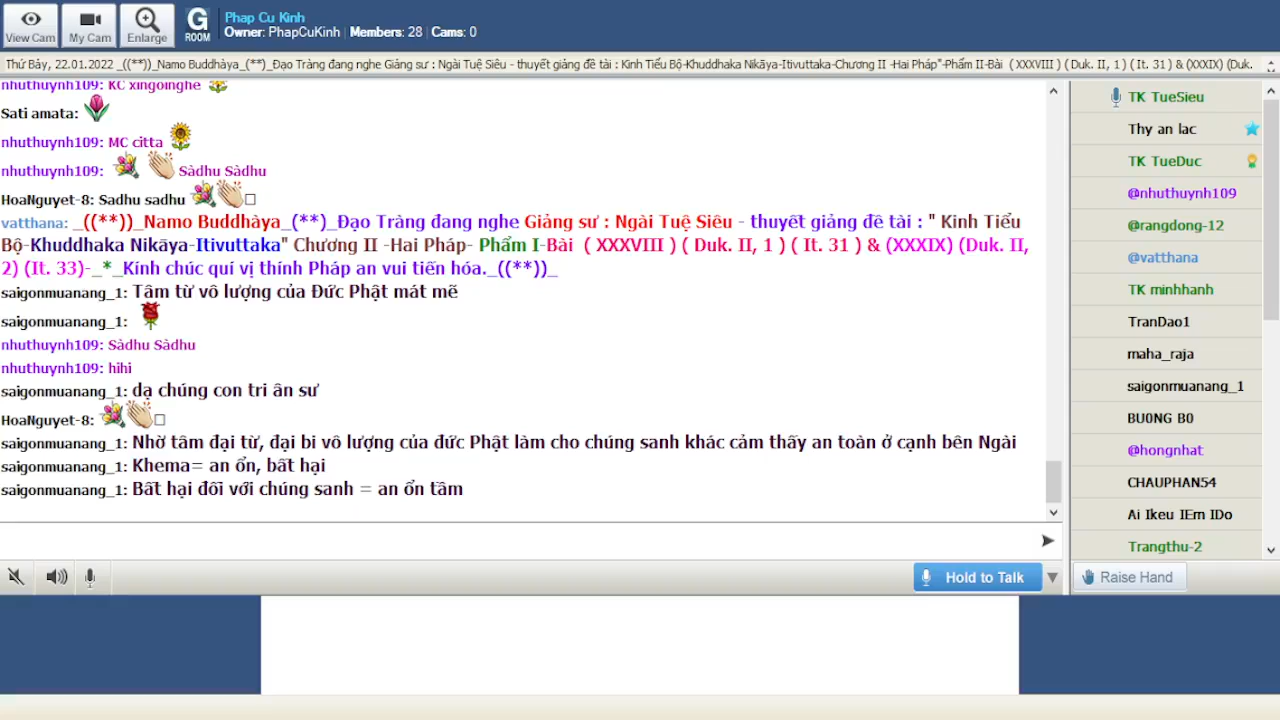 View Cam
My Cam
Enlarge
G
ROOM
Phap Cu Kinh
Owner: PhapCuKinh | Members: 28 | Cams: 0
Thứ Bảy, 22.01.2022 _((**))_Namo Buddhàya_(**)_Đạo Tràng đang nghe Giảng sư : Ngài Tuệ Siêu - thuyết giảng đề tài : Kinh Tiểu Bộ-Khuddhaka Nikāya-Itivuttaka-Chương II -Hai Pháp"-Phẩm II-Bài ( XXXVIII ) ( Duk. II, 1 ) ( It. 31 ) & (XXXIX) (Duk.
nhuthuynh109: KC xingoinghe
Sati amata:
nhuthuynh109: MC citta
nhuthuynh109: Sàdhu Sàdhu
HoaNguyet-8: Sadhu sadhu
vatthana: _((**))_Namo Buddhàya_(**)_Đạo Tràng đang nghe Giảng sư : Ngài Tuệ Siêu - thuyết giảng đề tài : " Kinh Tiểu
Bộ-Khuddhaka Nikāya-Itivuttaka" Chương II -Hai Pháp- Phẩm I-Bài ( XXXVIII ) ( Duk. II, 1 ) ( It. 31 ) & (XXXIX) (Duk. II,
2) (It. 33)-_*_Kính chúc quí vị thính Pháp an vui tiến hóa._((**))_
saigonmuanang_1: Tâm từ vô lượng của Đức Phật mát mẽ
saigonmuanang_1:
nhuthuynh109: Sàdhu Sàdhu
nhuthuynh109: hihi
saigonmuanang_1: dạ chúng con tri ân sư
HoaNguyet-8:
saigonmuanang_1: Nhờ tâm đại từ, đại bi vô lượng của đức Phật làm cho chúng sanh khác cảm thấy an toàn ở cạnh bên Ngài
saigonmuanang_1: Khema= an ổn, bất hại
saigonmuanang_1: Bất hại đối với chúng sanh = an ổn tầm
TK TueSieu
Thy an lac
TK TueDuc
@nhuthuynh109
@rangdong-12
@vatthana
TK minhhanh
TranDao1
maha_raja
saigonmuanang_1
BU0NG B0
@hongnhat
CHAUPHAN54
Ai Ikeu IEm IDo
Trangthu-2
Hold to Talk
Raise Hand